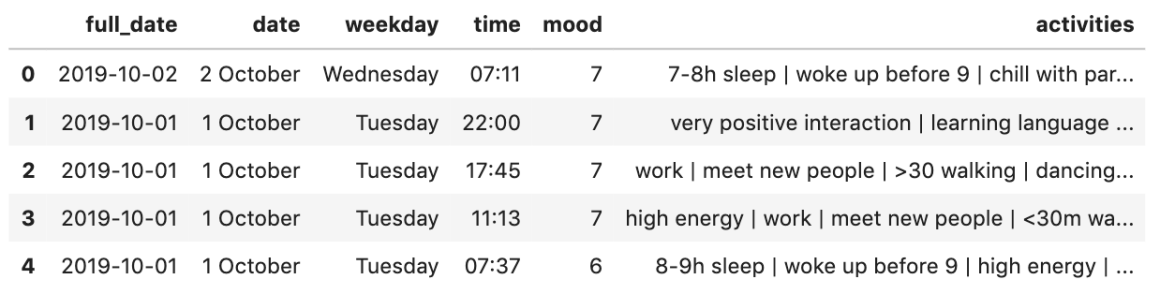 full_date date weekday time mood activities
0 2019-10-02 2 October Wednesday 07:11 7 7-8h sleep | woke up before 9 | chill with par...
1 2019-10-01 1 October Tuesday 22:00 7 very positive interaction | learning language ...
2 2019-10-01 1 October Tuesday 17:45 7 work | meet new people | >30 walking | dancing...
3 2019-10-01 1 October Tuesday 11:13 7 high energy | work | meet new people | <30m wa...
4 2019-10-01 1 October Tuesday 07:37 6 8-9h sleep | woke up before 9 | high energy | ...